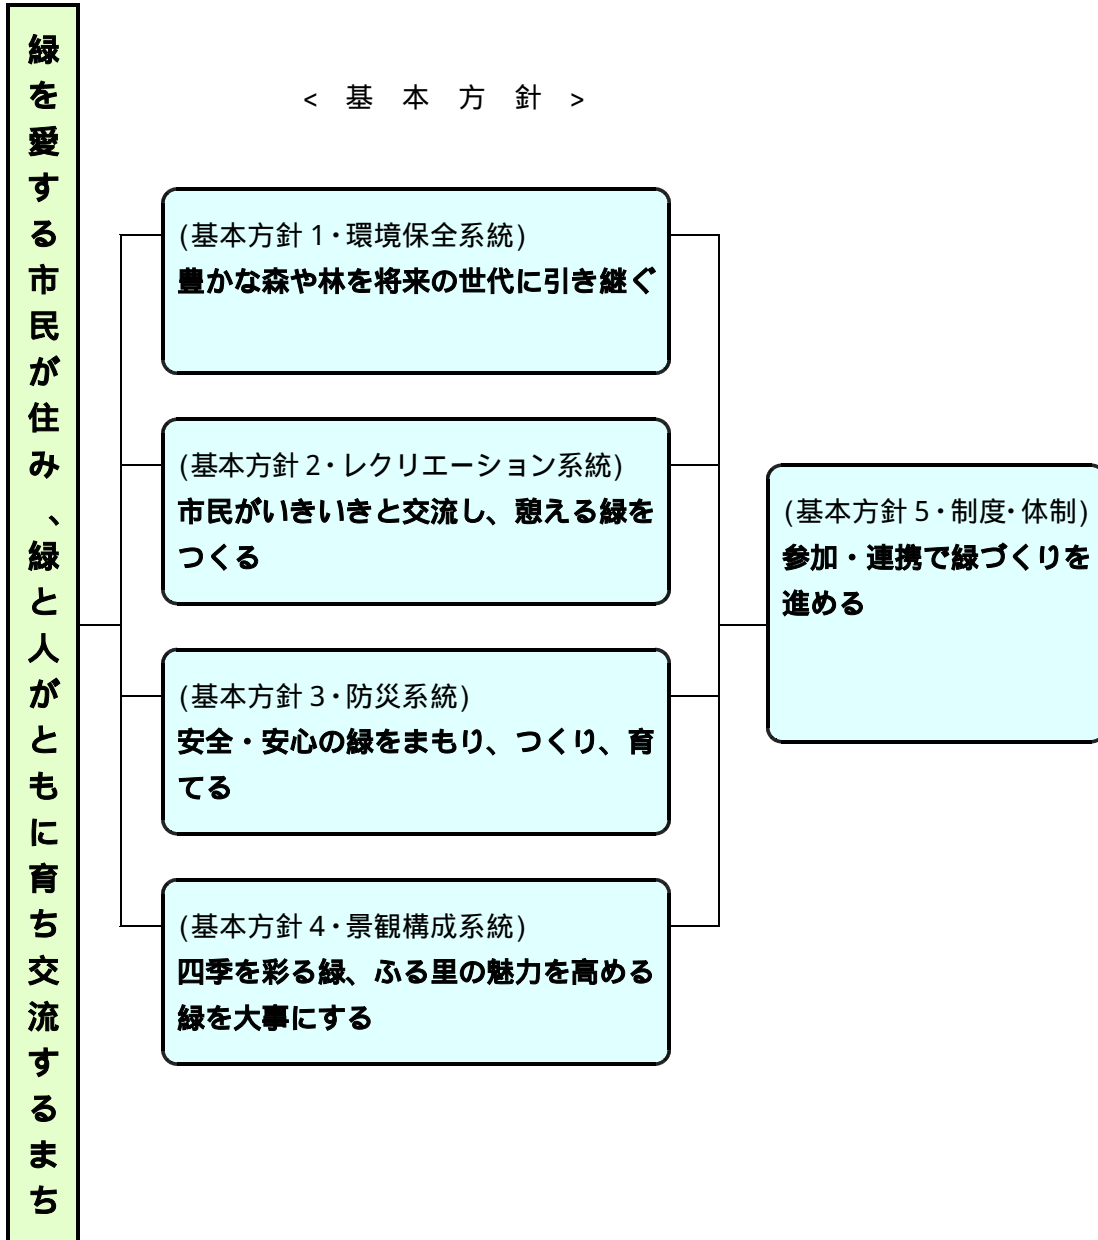 緑を愛する市民が住み、緑と人がともに育ち交流するまち
< 基 本 方 針 >
(基本方針 1・環境保全系統)
豊かな森や林を将来の世代に引き継ぐ
(基本方針 2・レクリエーション系統)
市民がいきいきと交流し、憩える緑を
つくる
(基本方針 3・防災系統)
安全・安心の緑をまもり、つくり、育
てる
(基本方針 4・景観構成系統)
四季を彩る緑、ふる里の魅力を高める
緑を大事にする
(基本方針 5・制度・体制)
参加・連携で緑づくりを
進める